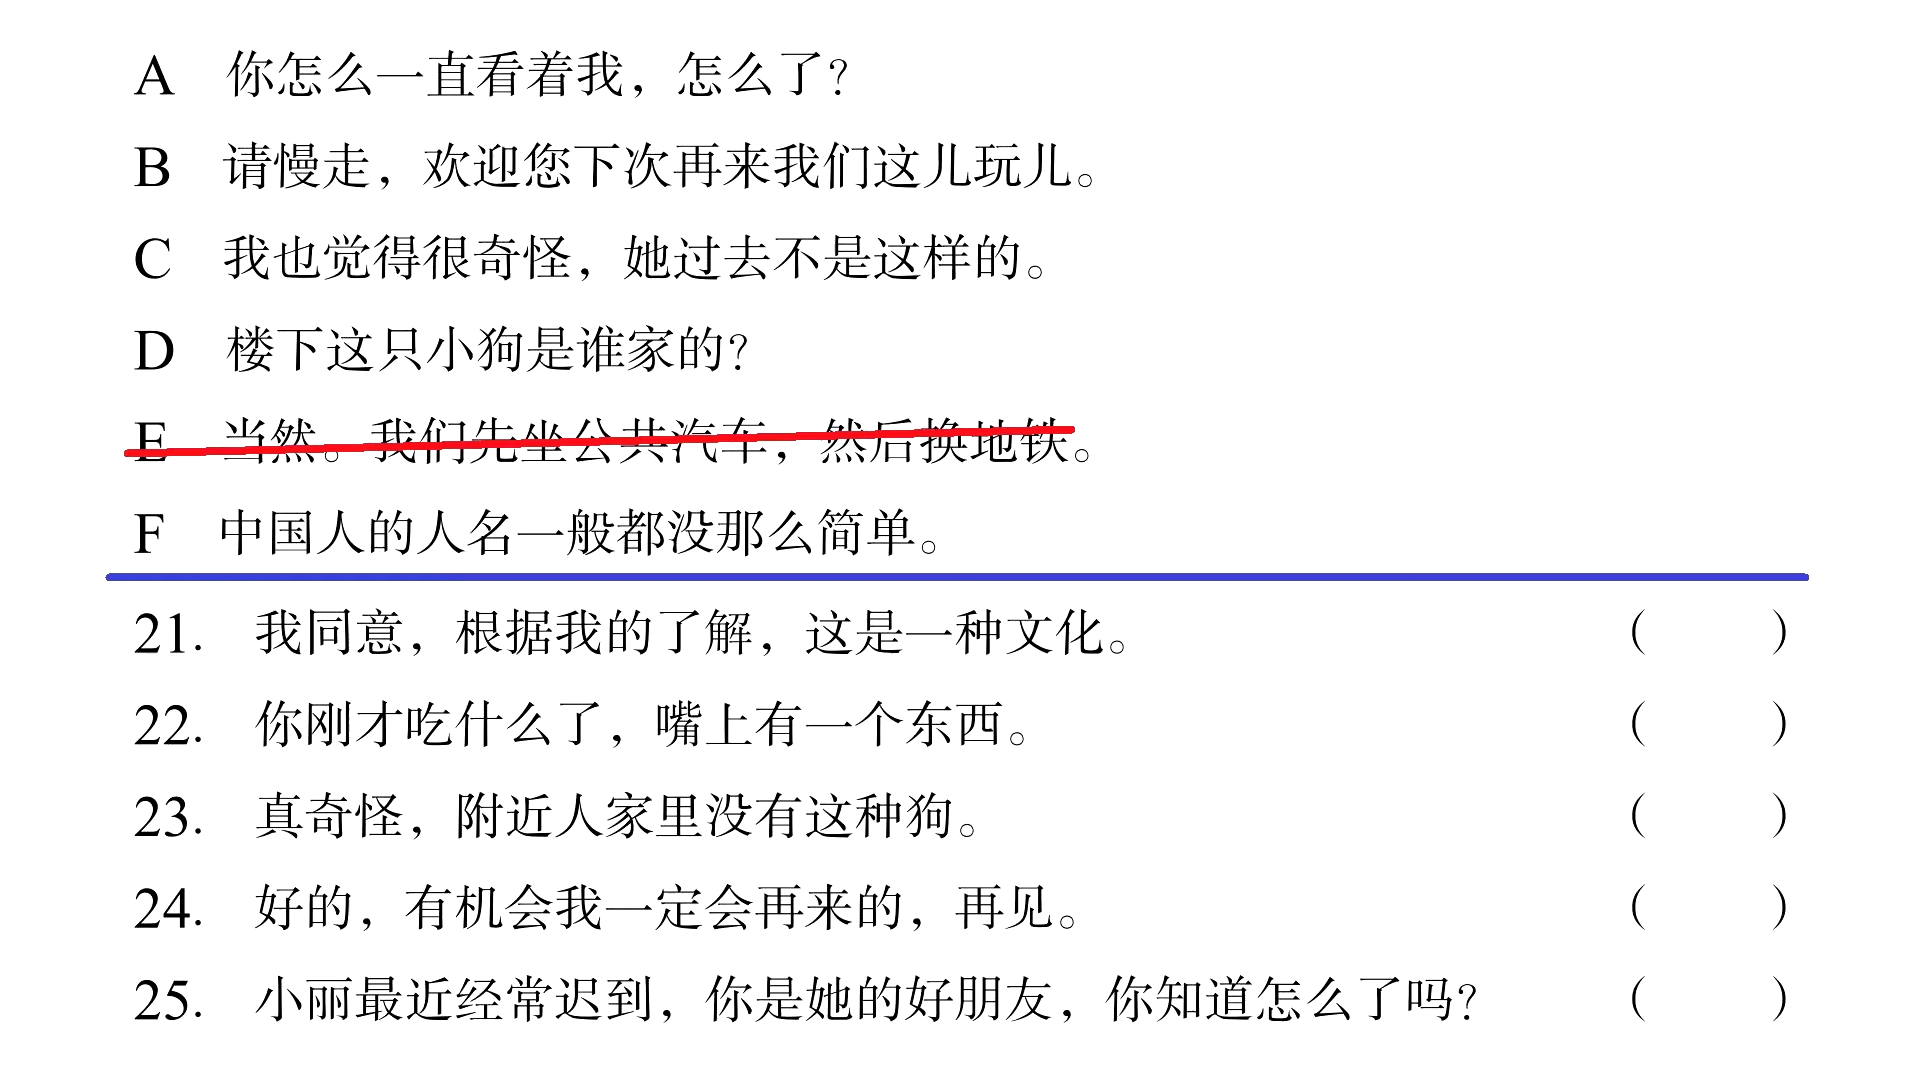 A 你怎么一直看着我，怎么了？
B 请慢走，欢迎您下次再来我们这儿玩儿。
C 我也觉得很奇怪，她过去不是这样的。
D 楼下这只小狗是谁家的？
E 当然。我们先坐公共汽车，然后换地铁。
F 中国人的人名一般都没那么简单。
21. 我同意，根据我的了解，这是一种文化。 （ ）
22. 你刚才吃什么了，嘴上有一个东西。 （ ）
23. 真奇怪，附近人家里没有这种狗。 （ ）
24. 好的，有机会我一定会再来的，再见。 （ ）
25. 小丽最近经常迟到，你是她的好朋友，你知道怎么了吗？ （ ）